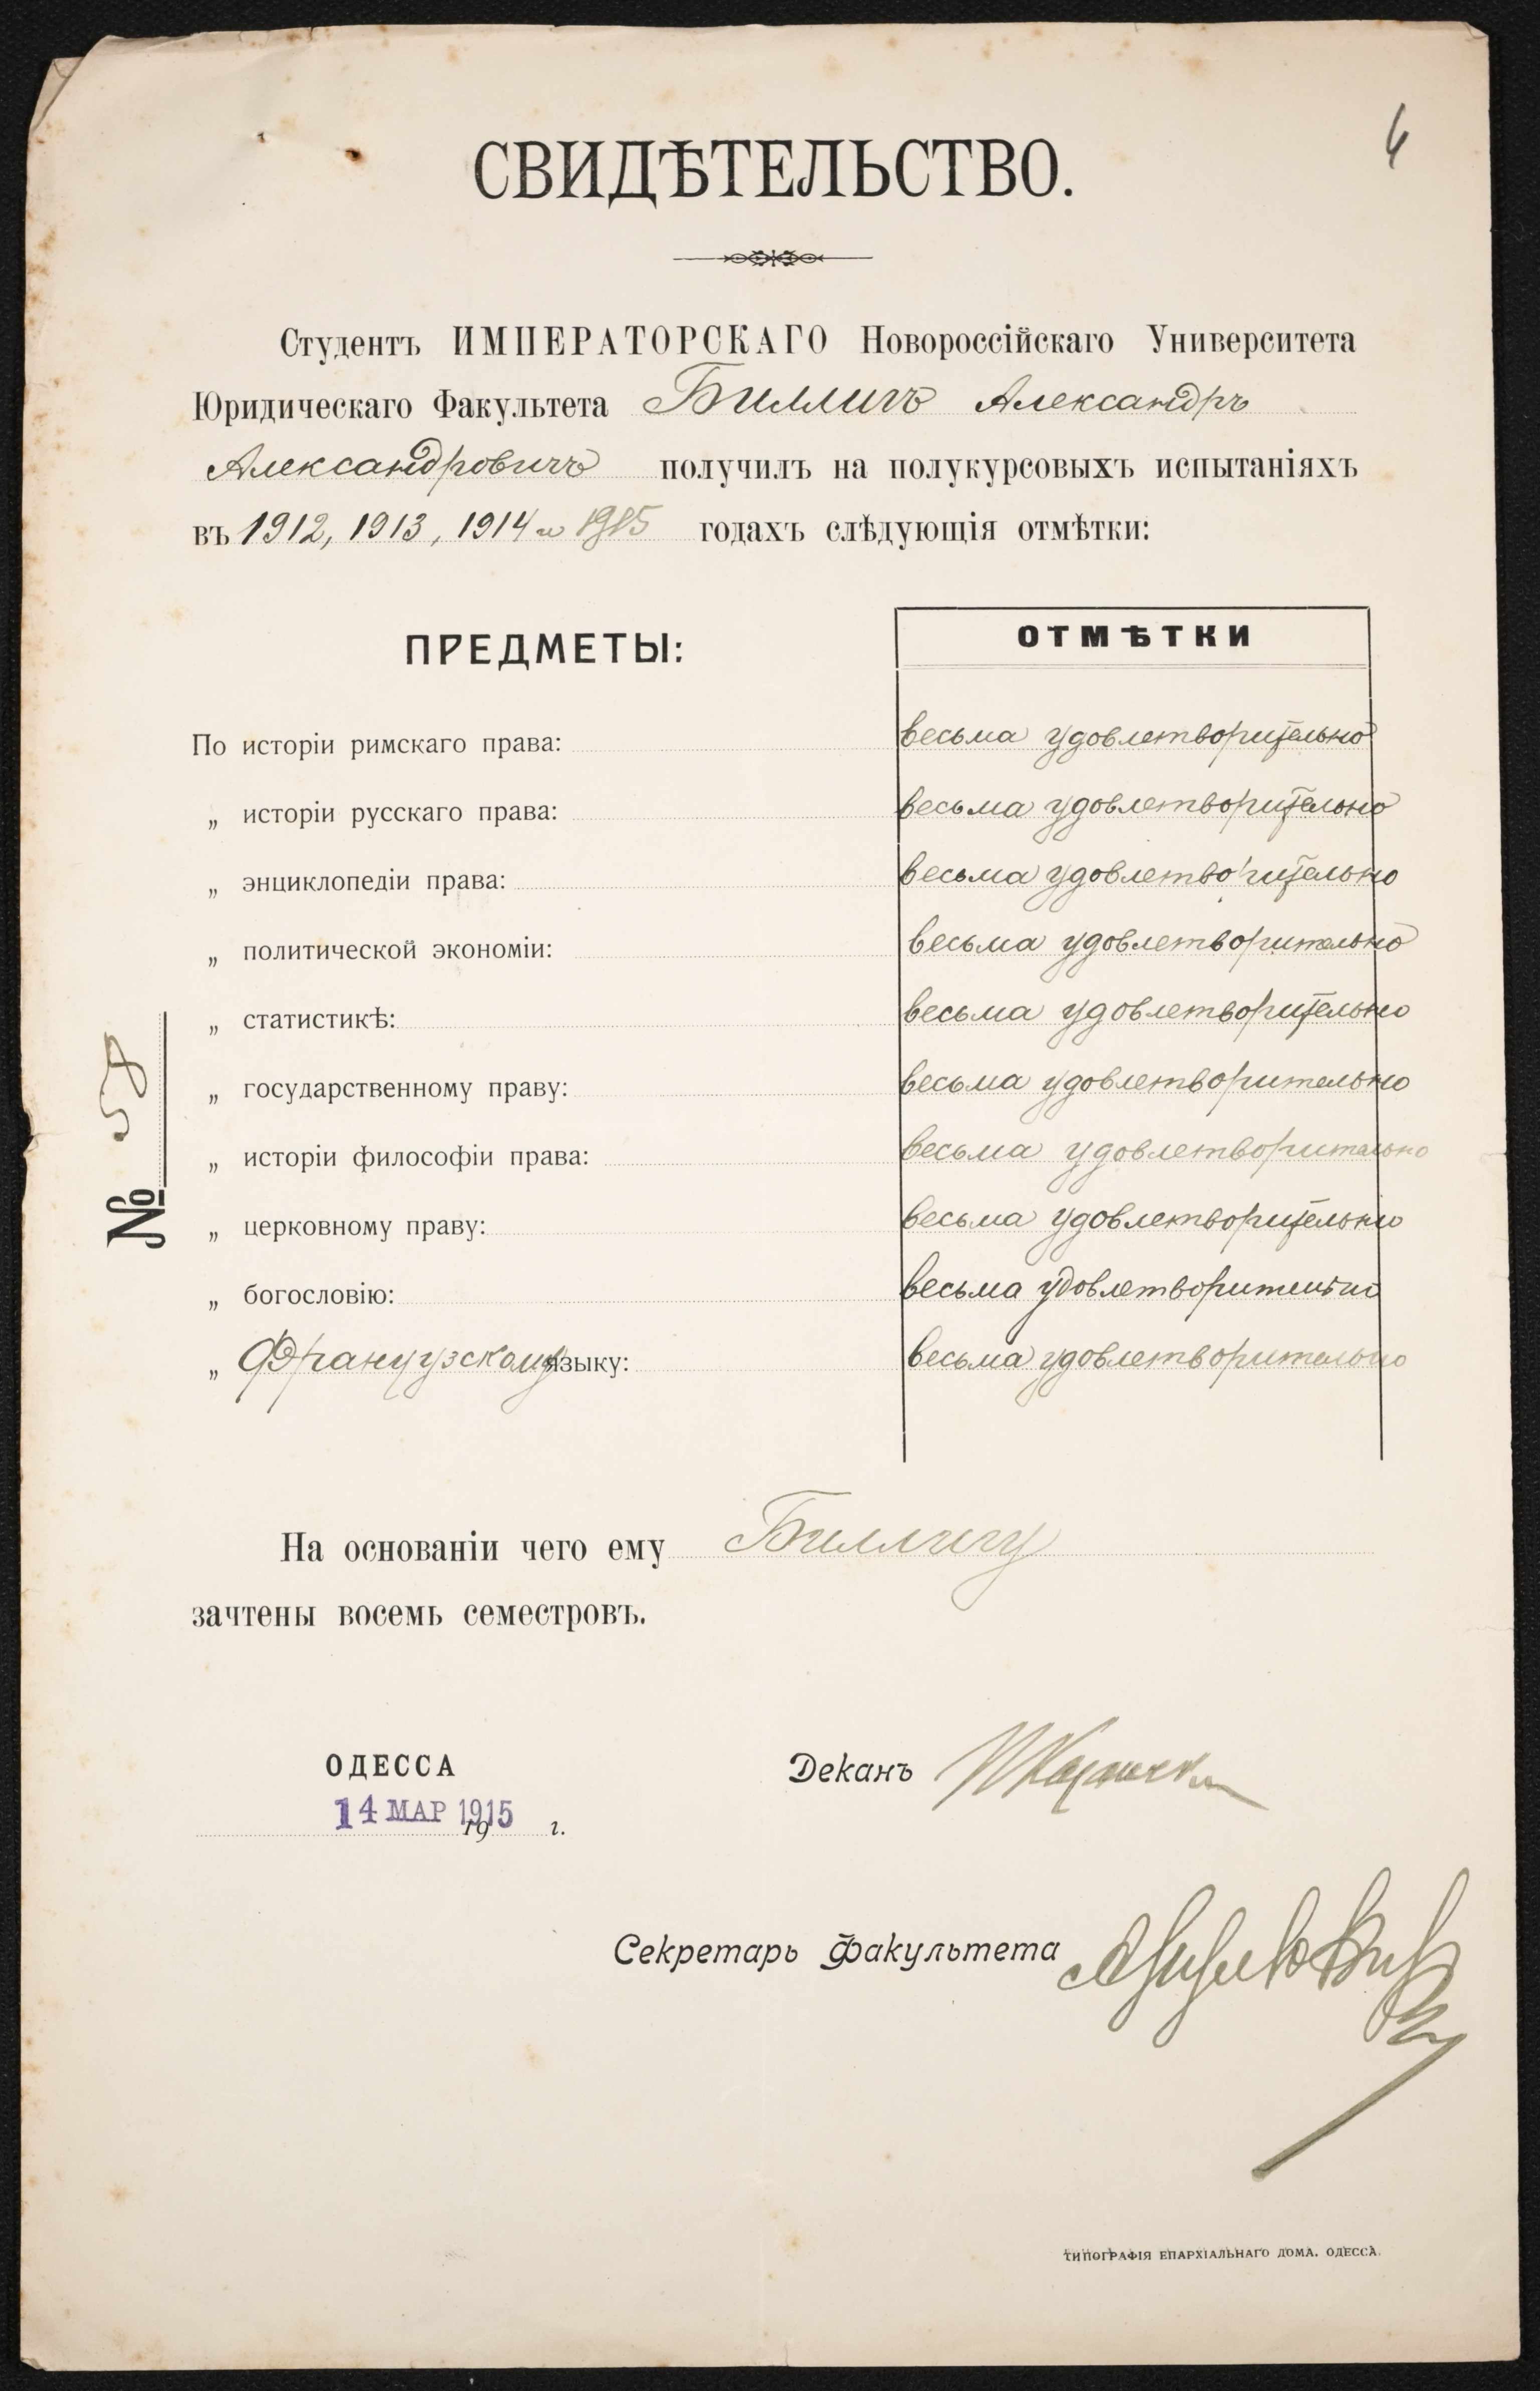 4
СВИДѢТЕЛЬСТВО.
Студентъ ИМПЕРАТОРСКАГО Новороссійскаго Университета
Юридическаго Факультета Биллигъ Александръ
Александровичъ получилъ на полукурсовыхъ испытаніяхъ
въ 1912, 1913, 1914 и 1915 годахъ слѣдующія отмѣтки:
ПРЕДМЕТЫ: ОТМѢТКИ
По исторіи римскаго права: весьма удовлетворительно
„ исторіи русскаго права: весьма удовлетворительно
„ энциклопедіи права: весьма удовлетворительно
„ политической экономіи: весьма удовлетворительно
„ статистикѣ: весьма удовлетворительно
„ государственному праву: весьма удовлетворительно
„ исторіи философіи права: весьма удовлетворительно
„ церковному праву: весьма удовлетворительно
„ богословію: весьма удовлетворительно
„ Французскому языку: весьма удовлетворительно
№
На основаніи чего ему Биллигу
зачтены восемь семестровъ.
ОДЕССА
14 МАР 1915
19 г.
Деканъ
Секретарь Факультета
ТИПОГРАФІЯ ЕПАРХІАЛЬНАГО ДОМА. ОДЕССА.